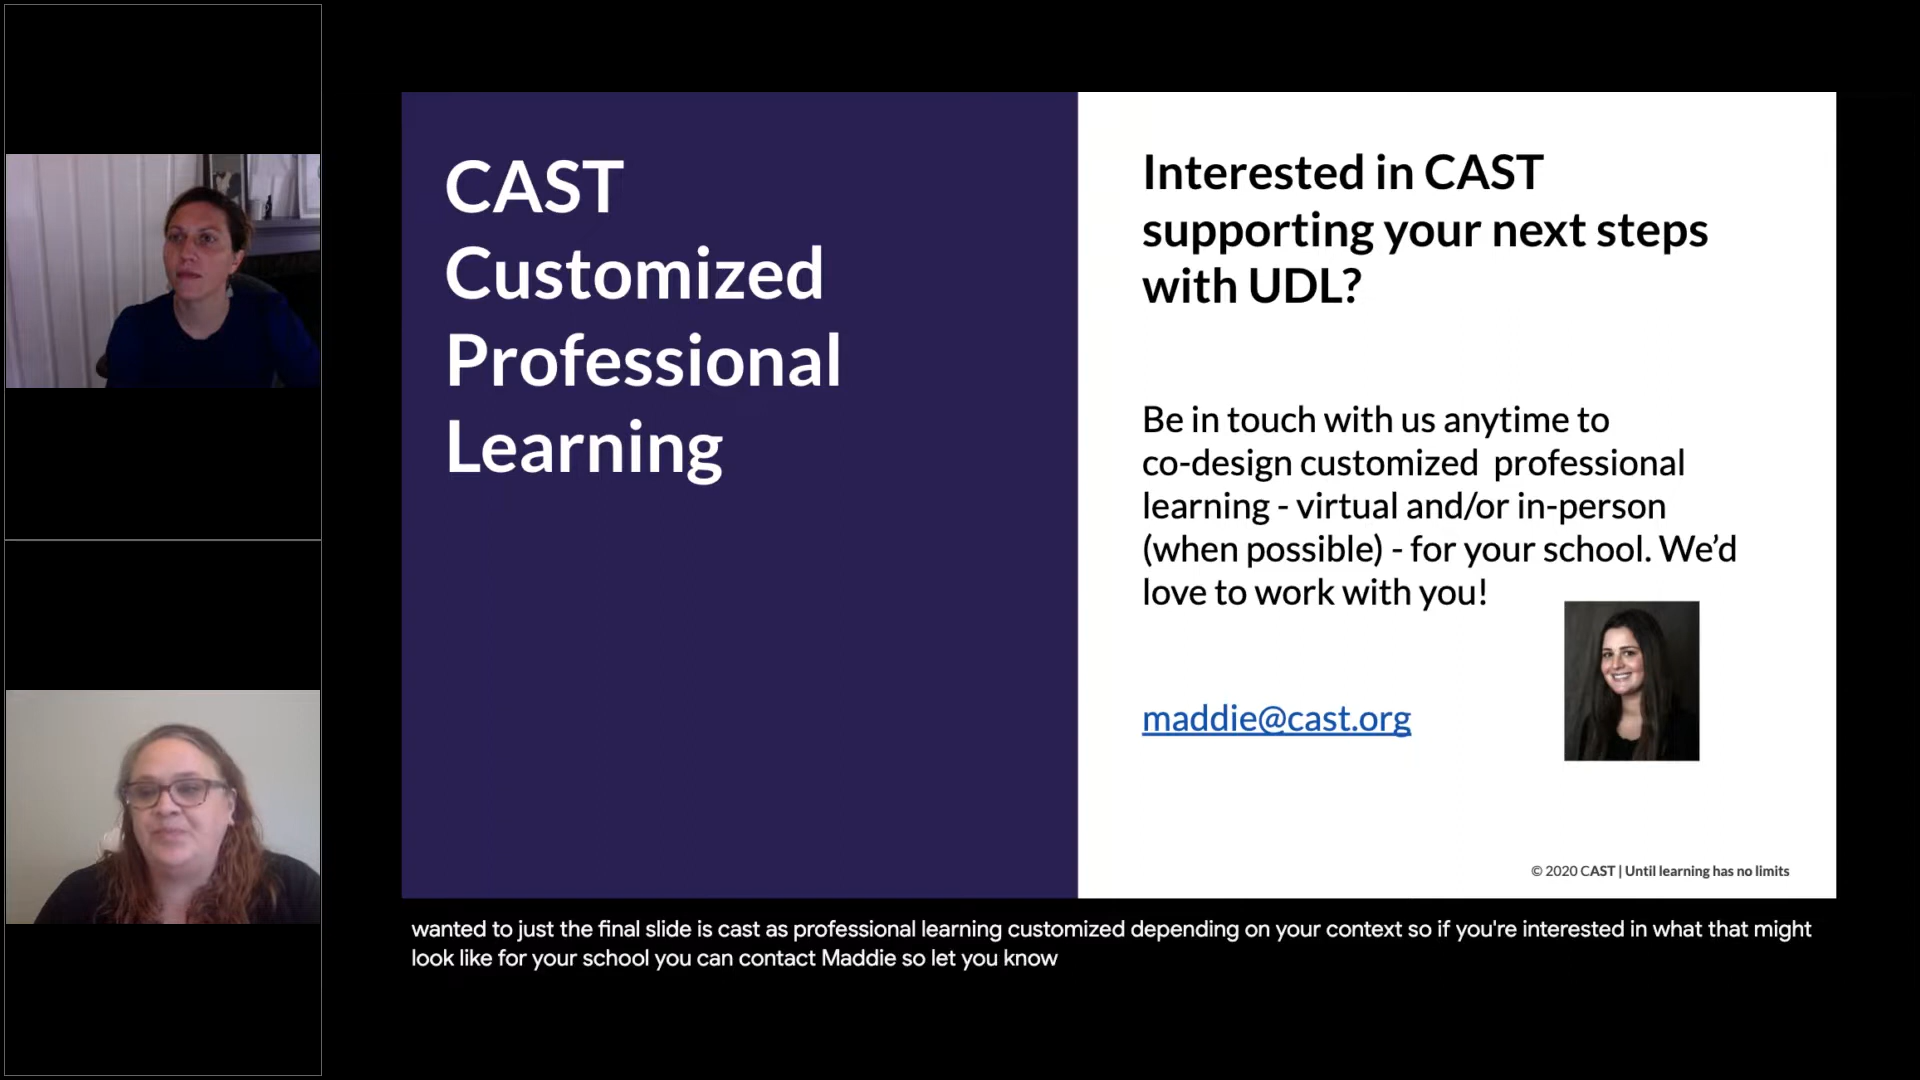 CAST
Customized
Professional
Learning
Interested in CAST
supporting your next steps
with UDL?
Be in touch with us anytime to
co-design customized  professional
learning - virtual and/or in-person
(when possible) - for your school. We’d
love to work with you!
maddie@cast.org
© 2020 CAST | Until learning has no limits
wanted to just the final slide is cast as professional learning customized depending on your context so if you're interested in what that might
look like for your school you can contact Maddie so let you know